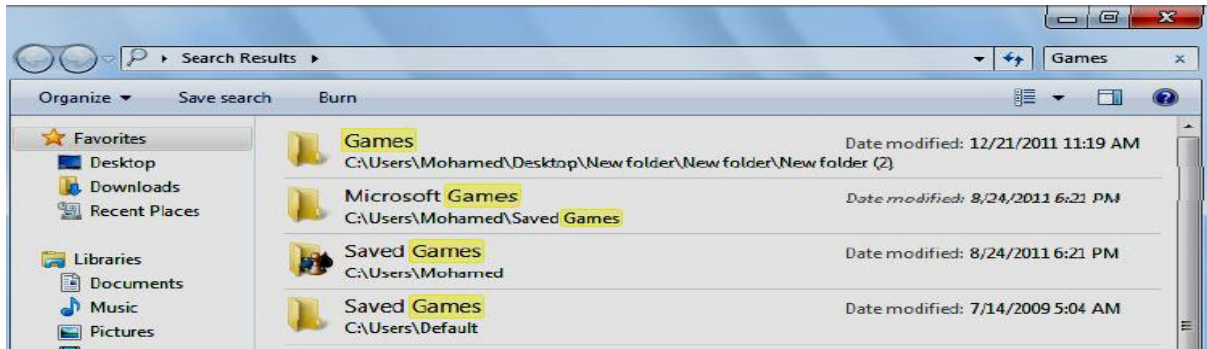 Search Results
Games
Organize Save search Burn
Favorites
Desktop
Downloads
Recent Places
Libraries
Documents
Music
Pictures
Games Date modified: 12/21/2011 11:19 AM
C:\Users\Mohamed\Desktop\New folder\New folder\New folder (2)
Microsoft Games Date modified: 8/24/2011 6:21 PM
C:\Users\Mohamed\Saved Games
Saved Games Date modified: 8/24/2011 6:21 PM
C:\Users\Mohamed
Saved Games Date modified: 7/14/2009 5:04 AM
C:\Users\Default